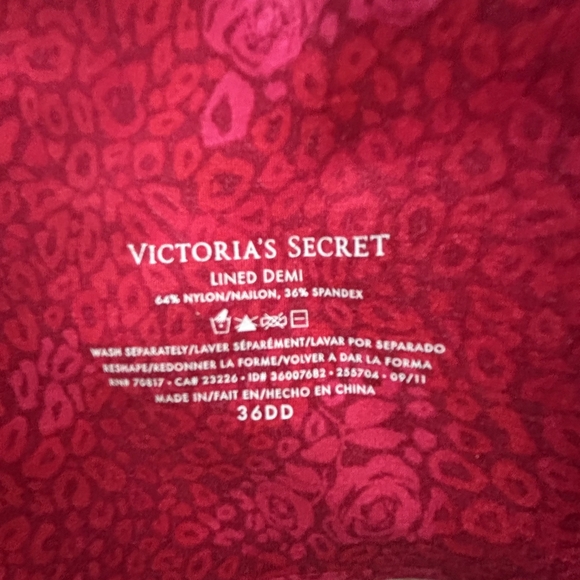 VICTORIA'S SECRET
LINED DEMI
64% NYLON/NAILON, 36% SPANDEX
WASH SEPARATELY/LAVER SÉPARÉMENT/LAVAR POR SEPARADO
RESHAPE/REDONNER LA FORME/VOLVER A DAR LA FORMA
RN# 70817 • CA# 23226 • ID# 36007682 • 255704 • 09/11
MADE IN/FAIT EN/HECHO EN CHINA
36DD